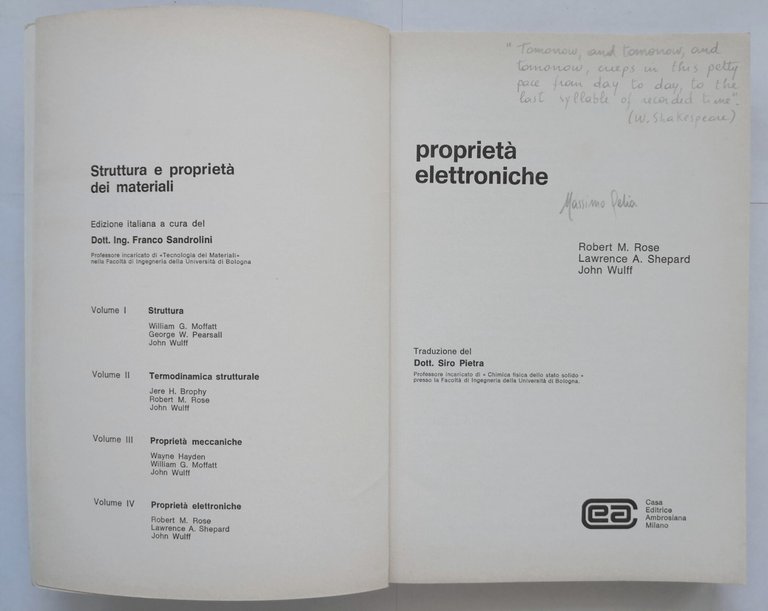 Struttura e proprietà
dei materiali
Edizione italiana a cura del
Dott. Ing. Franco Sandrolini
Professore incaricato di «Tecnologia dei Materiali»
nella Facoltà di Ingegneria della Università di Bologna
Volume I Struttura
William G. Moffatt
George W. Pearsall
John Wulff
Volume II Termodinamica strutturale
Jere H. Brophy
Robert M. Rose
John Wulff
Volume III Proprietà meccaniche
Wayne Hayden
William G. Moffatt
John Wulff
Volume IV Proprietà elettroniche
Robert M. Rose
Lawrence A. Shepard
John Wulff
"Tomorrow, and tomorrow, and
tomorrow, creeps in this petty
pace from day to day, to the
last syllable of recorded time".
(W. Shakespeare)
proprietà
elettroniche
Massimo
Robert M. Rose
Lawrence A. Shepard
John Wulff
Traduzione del
Dott. Siro Pietra
Professore incaricato di « Chimica fisica dello stato solido »
presso la Facoltà di Ingegneria della Università di Bologna.
cea
Casa
Editrice
Ambrosiana
Milano